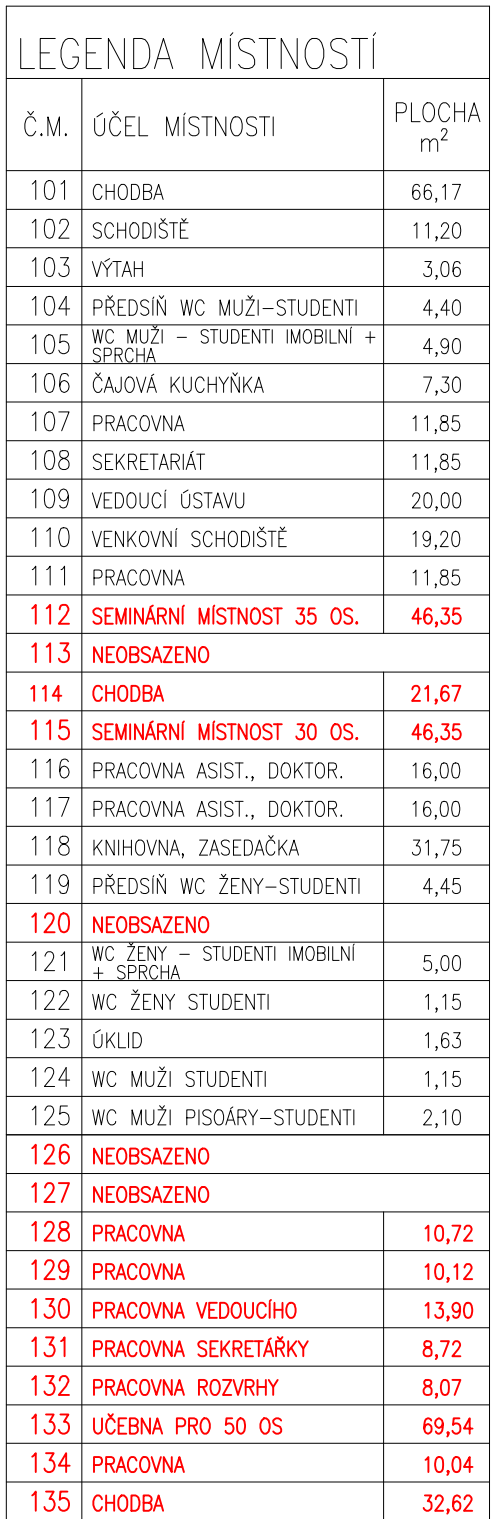 LEGENDA MÍSTNOSTÍ
Č.M. ÚČEL MÍSTNOSTI PLOCHA m²
101 CHODBA 66,17
102 SCHODIŠTĚ 11,20
103 VÝTAH 3,06
104 PŘEDSÍŇ WC MUŽI-STUDENTI 4,40
105 WC MUŽI - STUDENTI IMOBILNÍ +
SPRCHA 4,90
106 ČAJOVÁ KUCHYŇKA 7,30
107 PRACOVNA 11,85
108 SEKRETARIÁT 11,85
109 VEDOUCÍ ÚSTAVU 20,00
110 VENKOVNÍ SCHODIŠTĚ 19,20
111 PRACOVNA 11,85
112 SEMINÁRNÍ MÍSTNOST 35 OS. 46,35
113 NEOBSAZENO
114 CHODBA 21,67
115 SEMINÁRNÍ MÍSTNOST 30 OS. 46,35
116 PRACOVNA ASIST., DOKTOR. 16,00
117 PRACOVNA ASIST., DOKTOR. 16,00
118 KNIHOVNA, ZASEDAČKA 31,75
119 PŘEDSÍŇ WC ŽENY-STUDENTI 4,45
120 NEOBSAZENO
121 WC ŽENY - STUDENTI IMOBILNÍ
+ SPRCHA 5,00
122 WC ŽENY STUDENTI 1,15
123 ÚKLID 1,63
124 WC MUŽI STUDENTI 1,15
125 WC MUŽI PISOÁRY-STUDENTI 2,10
126 NEOBSAZENO
127 NEOBSAZENO
128 PRACOVNA 10,72
129 PRACOVNA 10,12
130 PRACOVNA VEDOUCÍHO 13,90
131 PRACOVNA SEKRETÁŘKY 8,72
132 PRACOVNA ROZVRHY 8,07
133 UČEBNA PRO 50 OS 69,54
134 PRACOVNA 10,04
135 CHODBA 32,62